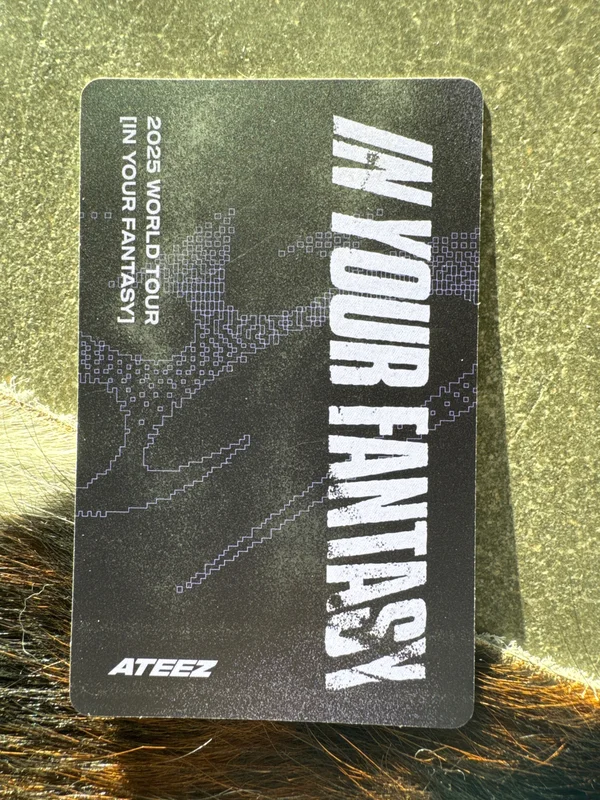 IN YOUR FANTASY
2025 WORLD TOUR
[IN YOUR FANTASY]
ATEEZ